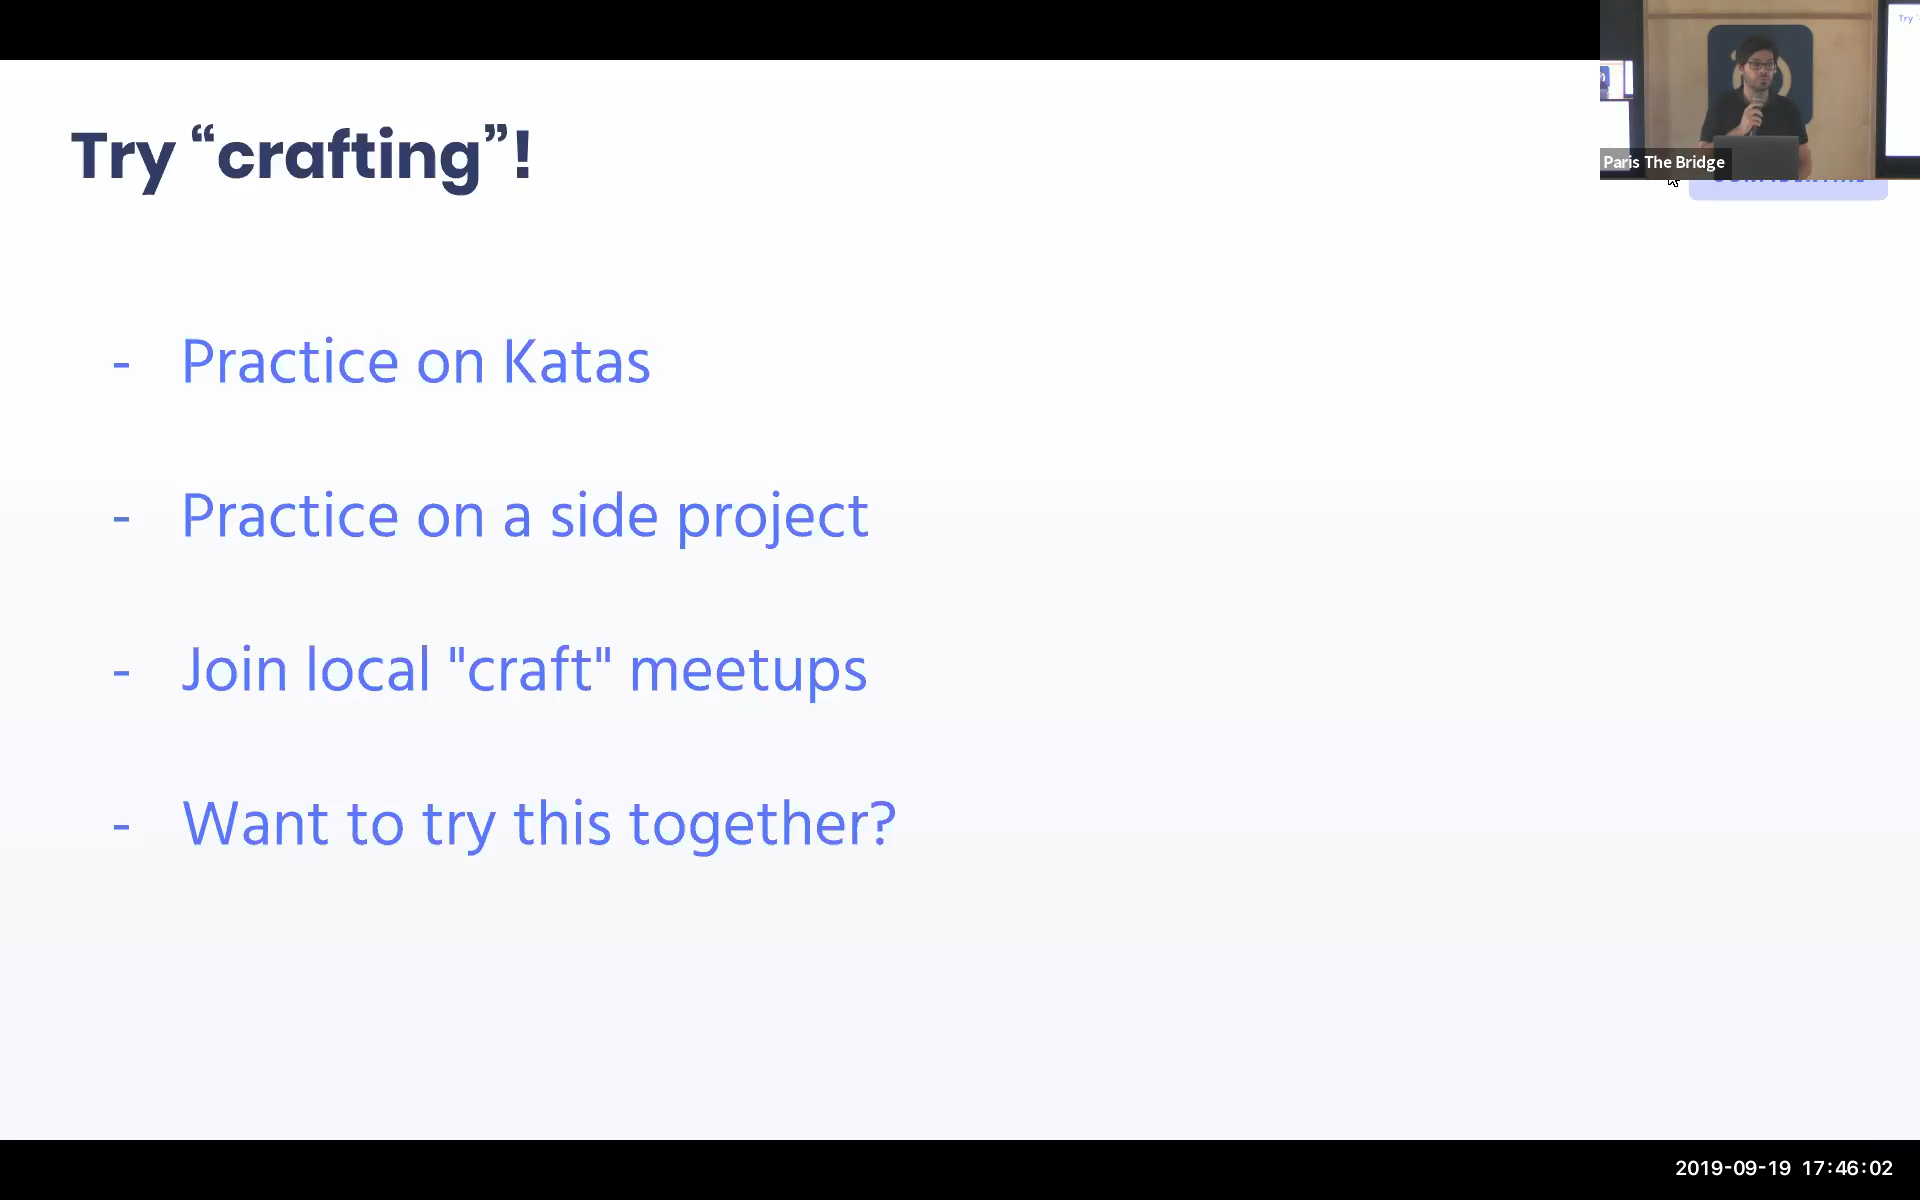 Try “crafting”!
Paris The Bridge
- Practice on Katas
- Practice on a side project
- Join local "craft" meetups
- Want to try this together?
2019-09-19 17:46:02